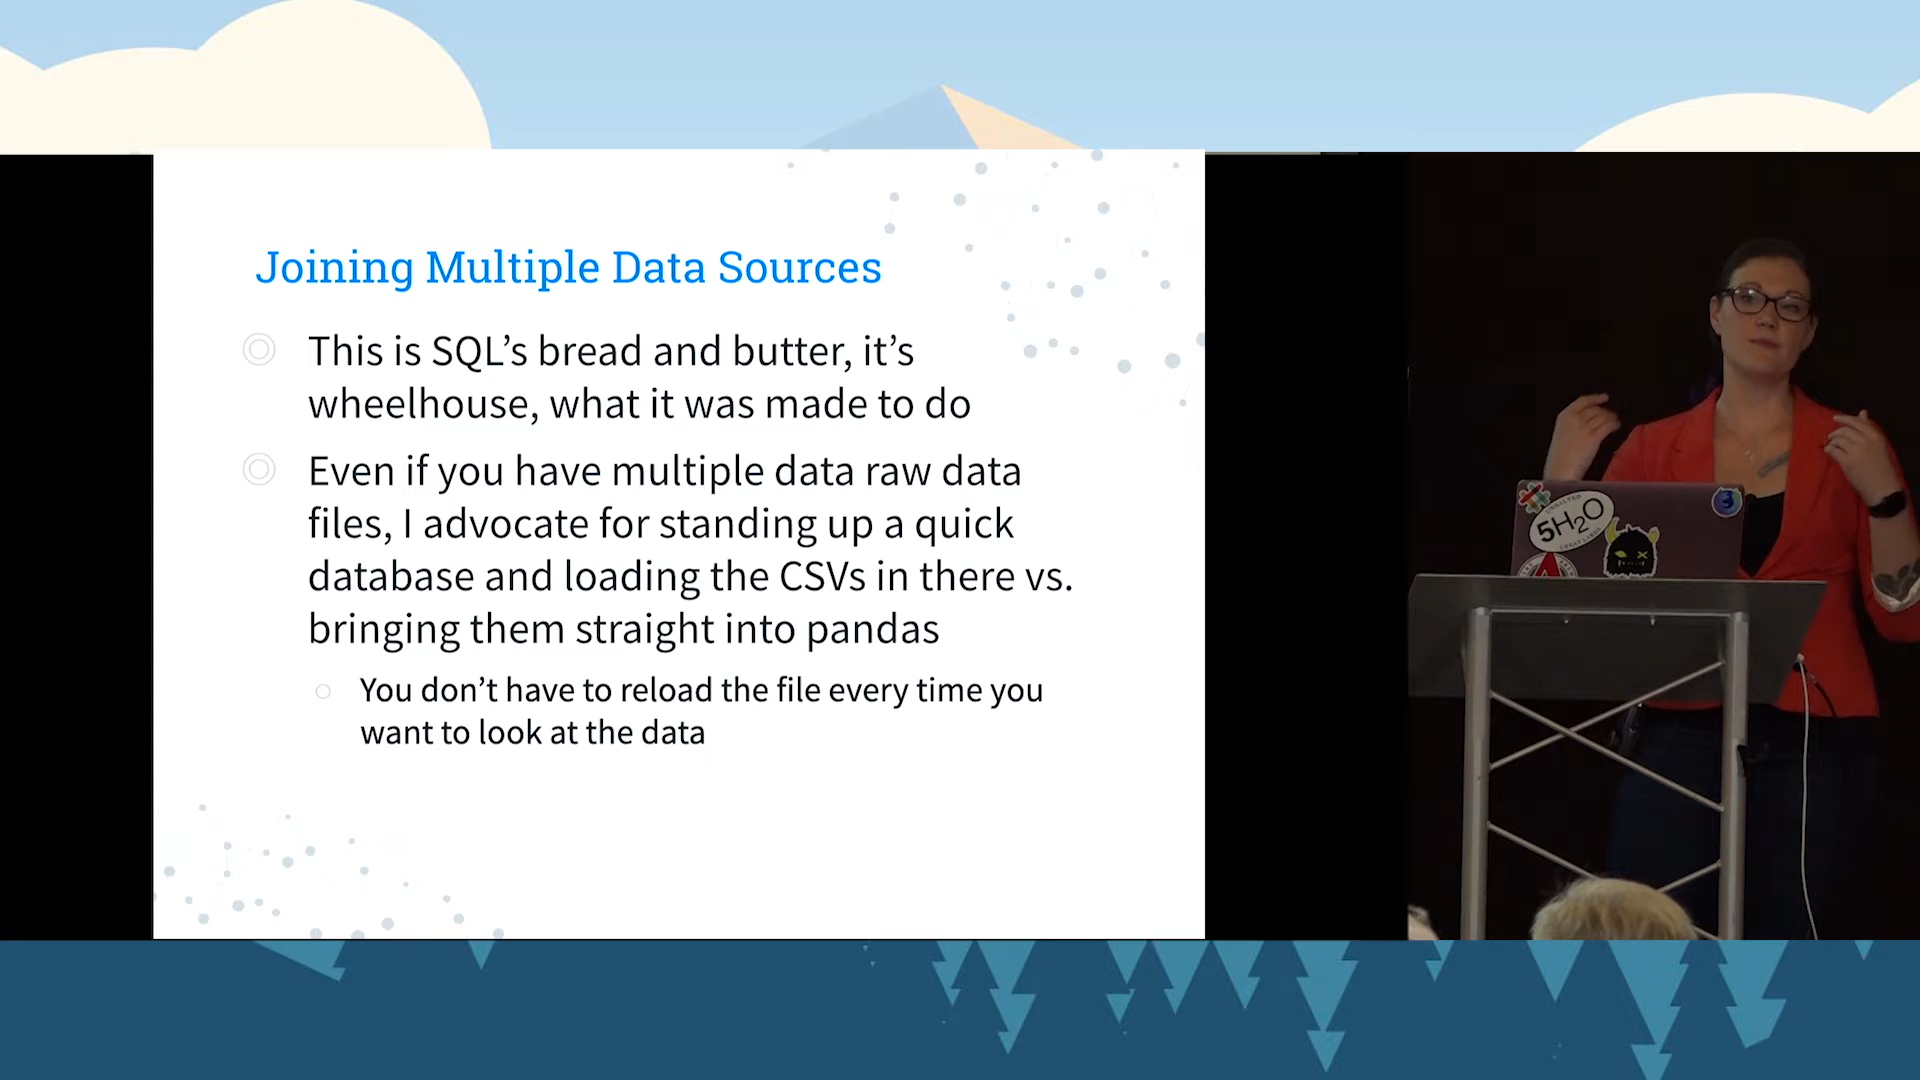 Joining Multiple Data Sources
This is SQL’s bread and butter, it’s
wheelhouse, what it was made to do
Even if you have multiple data raw data
files, I advocate for standing up a quick
database and loading the CSVs in there vs.
bringing them straight into pandas
You don’t have to reload the file every time you
want to look at the data
5H2O